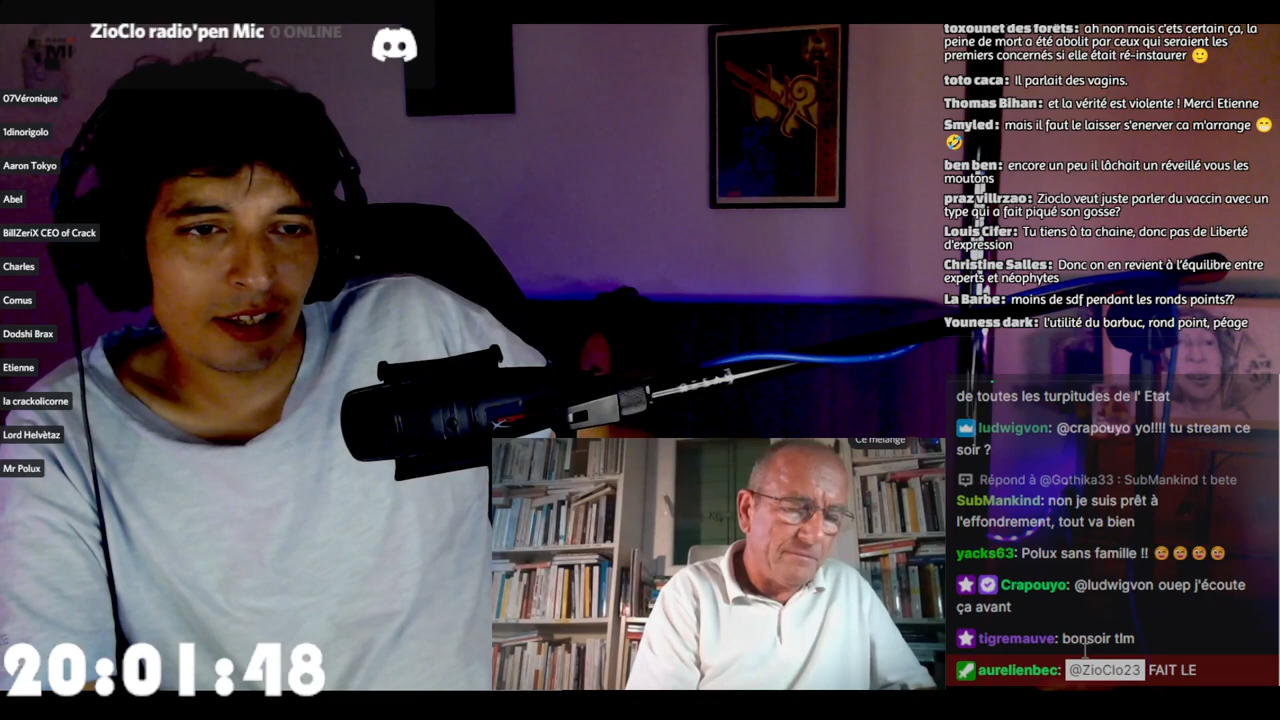 ZioClo radio'pen Mic 0 ONLINE
07Véronique
1dinorigolo
Aaron Tokyo
Abel
BillZeriX CEO of Crack
Charles
Comus
Dodshi Brax
Etienne
la crackolicorne
Lord Helvètaz
Mr Polux
20:01:48
toxounet des forêts: ah non mais c'éts certain ça, la
peine de mort a été abolit par ceux qui seraient les
premiers concernés si elle était ré-instaurer 🙂
toto caca: Il parlait des vagins.
Thomas Bihan: et la vérité est violente ! Merci Etienne
Smyled: mais il faut le laisser s'enerver ca m'arrange 😁
🤣
ben ben: encore un peu il lâchait un réveillé vous les
moutons
praz villrzao: Zioclo veut juste parler du vaccin avec un
type qui a fait piqué son gosse?
Louis Cifer: Tu tiens à ta chaine, donc pas de Liberté
d'expression
Christine Salles: Donc on en revient à l'équilibre entre
experts et néophytes
La Barbe: moins de sdf pendant les ronds points??
Youness dark: l'utilité du barbuc, rond point, péage
de toutes les turpitudes de l' Etat
ludwigvon: @crapouyo yo!!!! tu stream ce
soir ?
Répond à @Gothika33 : SubMankind t bete
SubMankind: non je suis prêt à
l'effondrement, tout va bien
yacks63: Polux sans famille !!
Crapouyo: @ludwigvon ouep j'écoute
ça avant
tigremauve: bonsoir tlm
aurelienbec: @ZioClo23 FAIT LE
Ce mélange